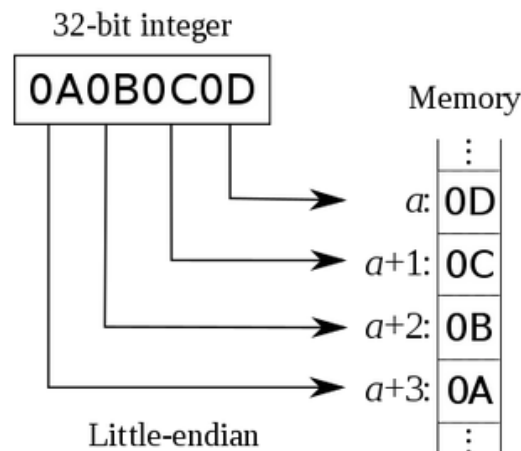 32-bit integer
0A0B0C0D
Memory
⋮
a: 0D
a+1: 0C
a+2: 0B
a+3: 0A
⋮
Little-endian